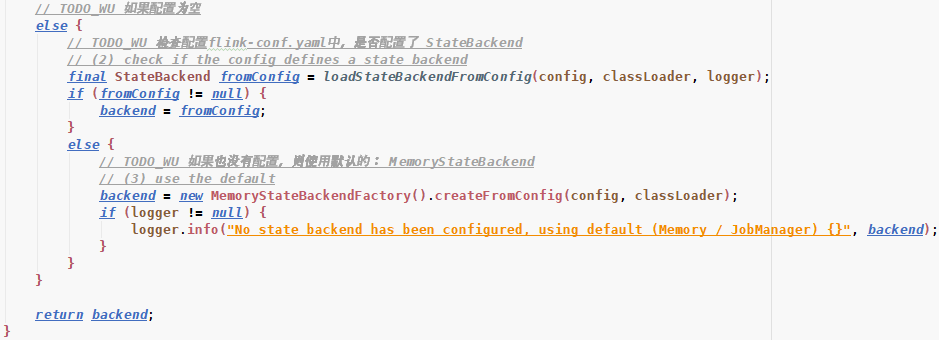 // TODO_WU 如果配置为空
else {
// TODO_WU 检查配置flink-conf.yaml中，是否配置了 StateBackend
// (2) check if the config defines a state backend
final StateBackend fromConfig = loadStateBackendFromConfig(config, classLoader, logger);
if (fromConfig != null) {
backend = fromConfig;
}
else {
// TODO_WU 如果也没有配置，则使用默认的： MemoryStateBackend
// (3) use the default
backend = new MemoryStateBackendFactory().createFromConfig(config, classLoader);
if (logger != null) {
logger.info("No state backend has been configured, using default (Memory / JobManager) {}", backend);
}
}
}
return backend;
}